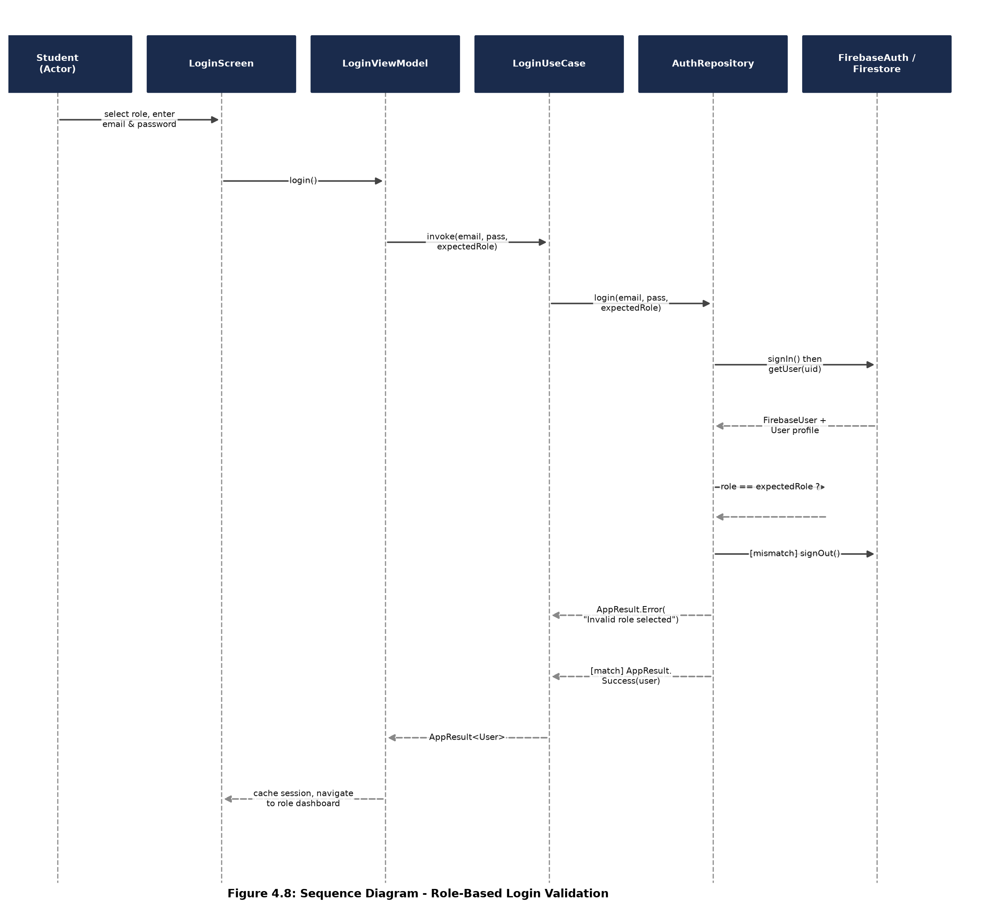 Student
(Actor)
LoginScreen
LoginViewModel
LoginUseCase
AuthRepository
FirebaseAuth /
Firestore
select role, enter
email & password
login()
invoke(email, pass,
expectedRole)
login(email, pass,
expectedRole)
signIn() then
getUser(uid)
FirebaseUser +
User profile
role == expectedRole ?
[mismatch] signOut()
AppResult.Error(
"Invalid role selected")
[match] AppResult.
Success(user)
AppResult<User>
cache session, navigate
to role dashboard
Figure 4.8: Sequence Diagram - Role-Based Login Validation